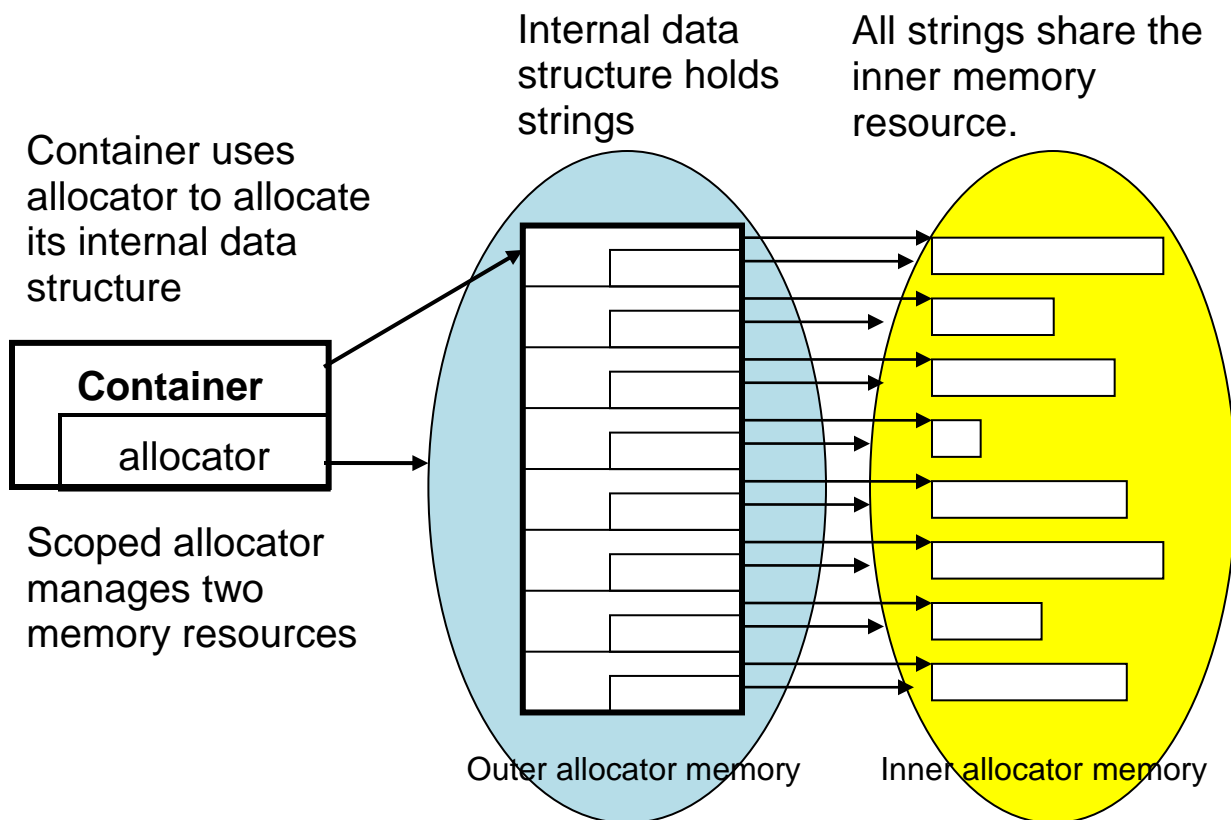 Internal data
structure holds
strings
All strings share the
inner memory
resource.
Container uses
allocator to allocate
its internal data
structure
Container
allocator
Scoped allocator
manages two
memory resources
Outer allocator memory
Inner allocator memory